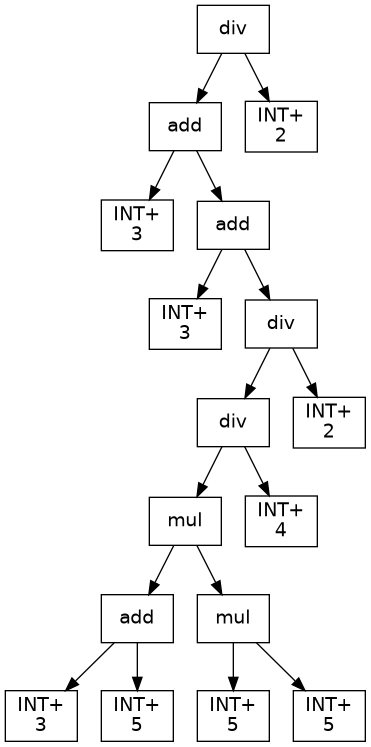 div
add
INT+
2
INT+
3
add
INT+
3
div
div
INT+
2
mul
INT+
4
add
mul
INT+
3
INT+
5
INT+
5
INT+
5